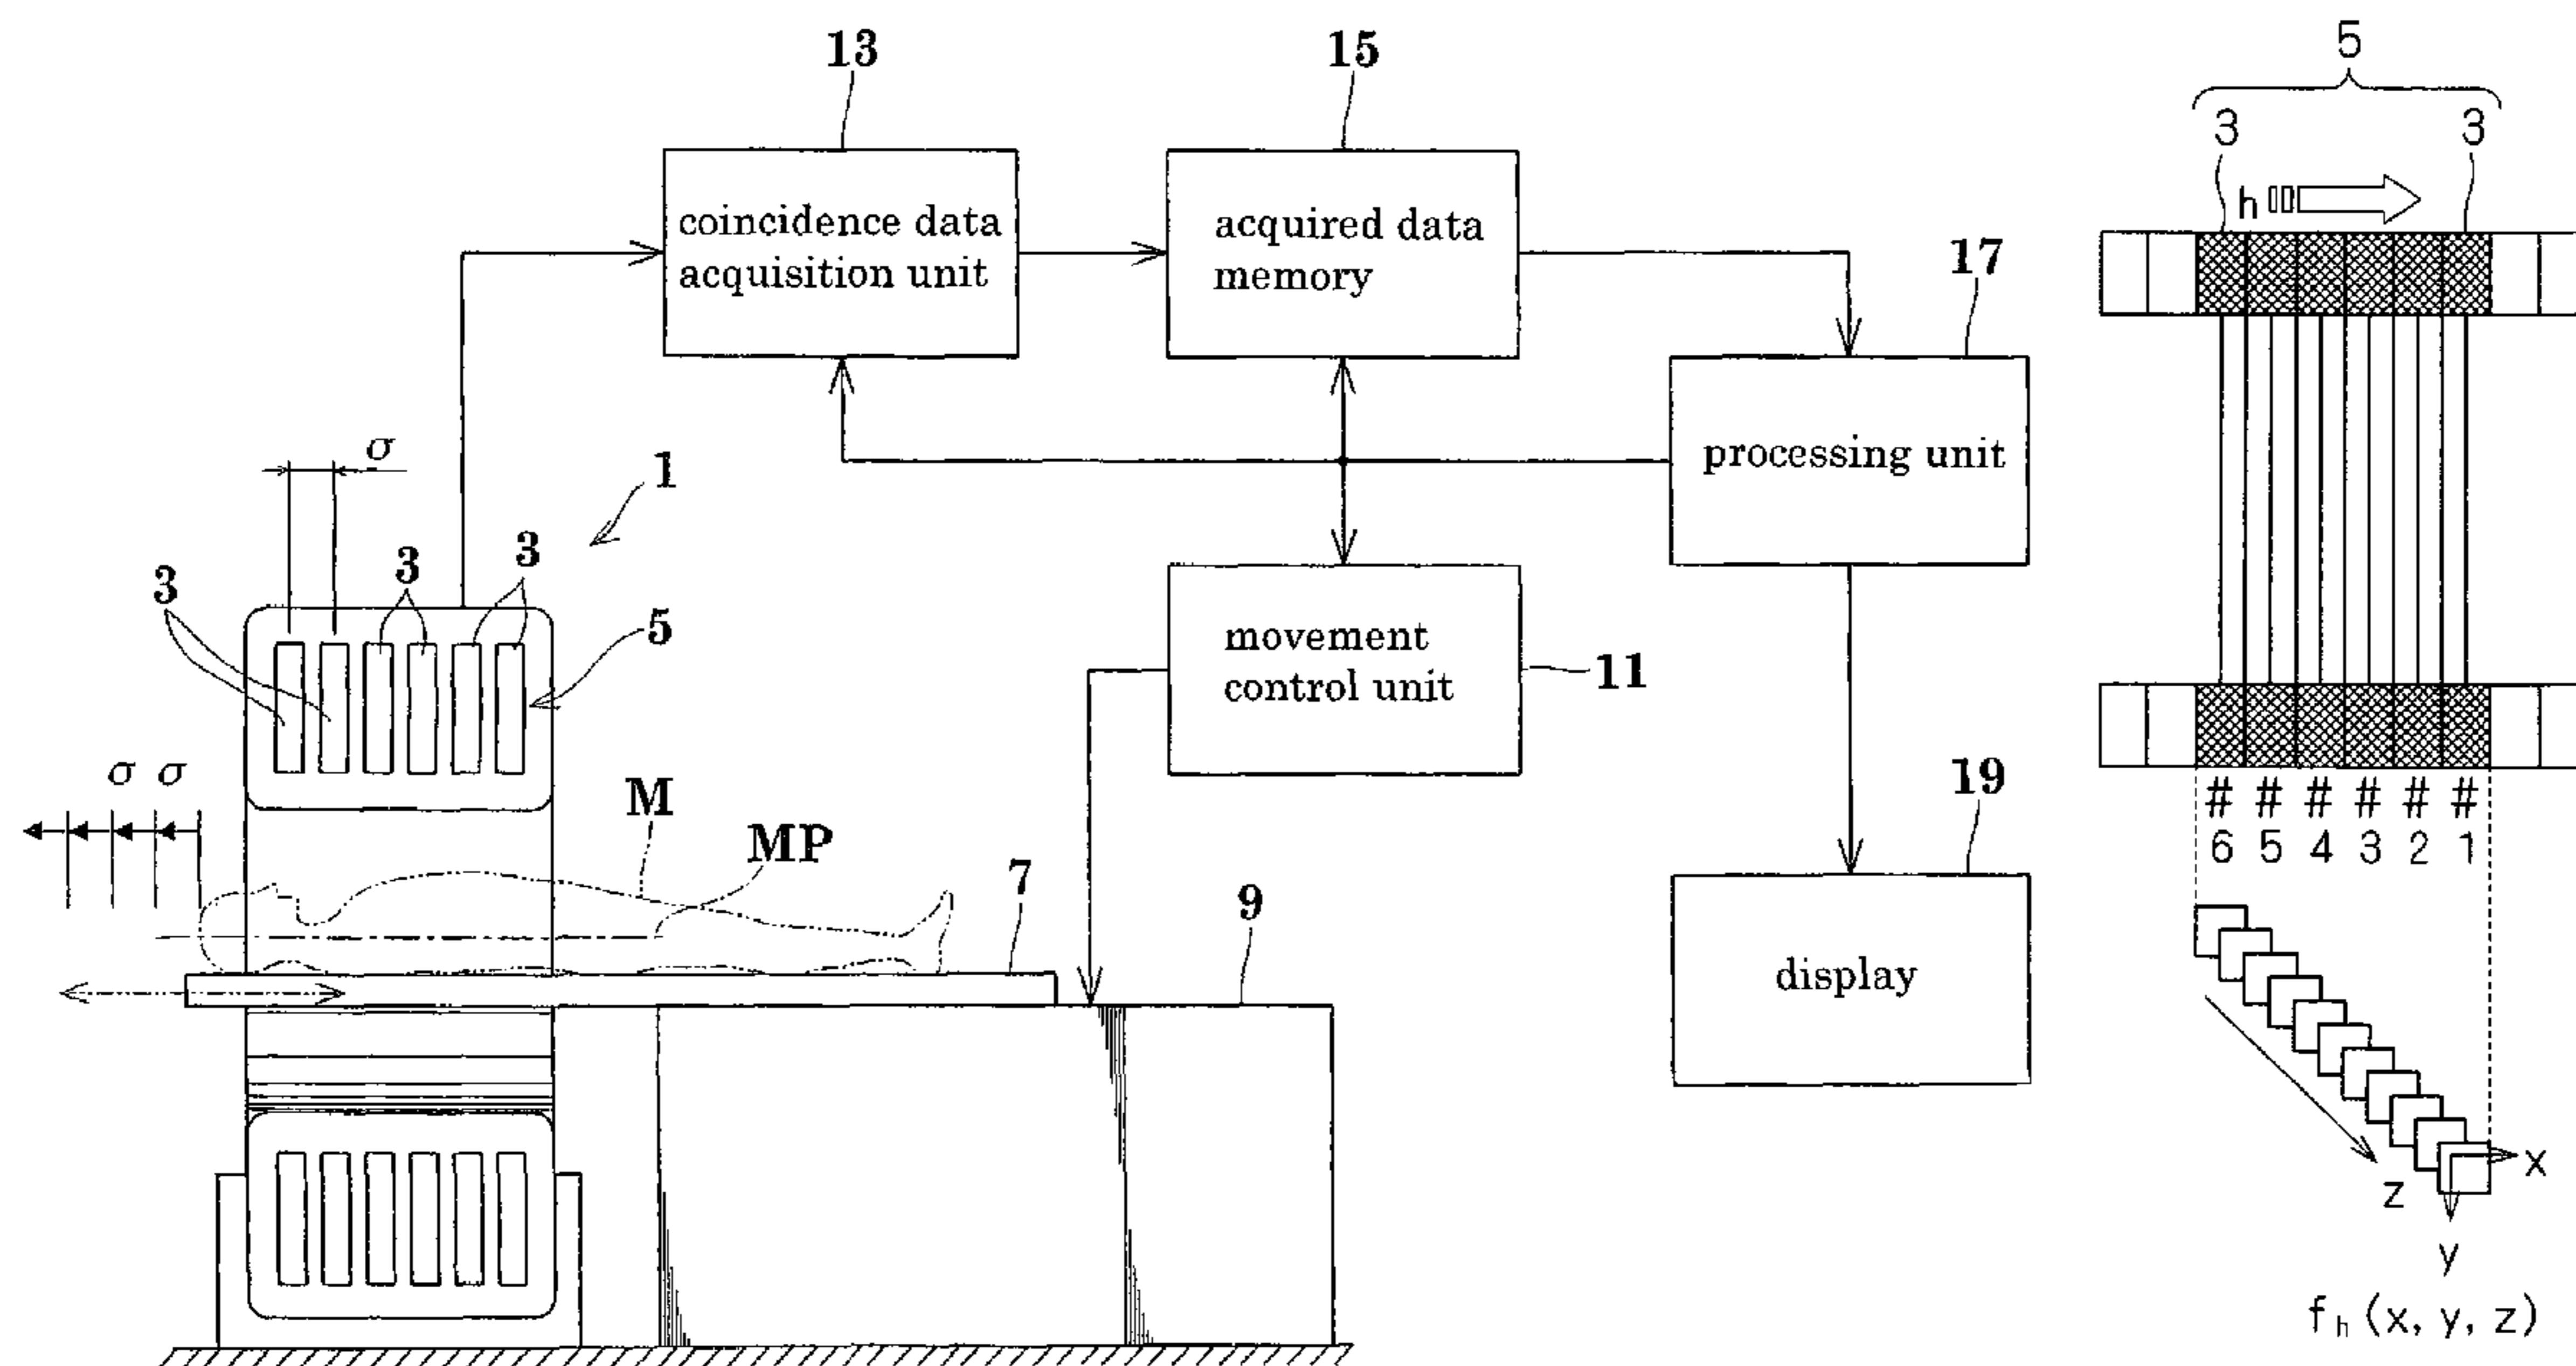 13
15
5
3 3
h
coincidence data
acquisition unit
acquired data
memory
17
processing unit
σ
1
3 3 3
5
movement
control unit
11
σ σ
M
MP
7
9
19
display
# # # # # #
6 5 4 3 2 1
x
z
y
fh (x, y, z)